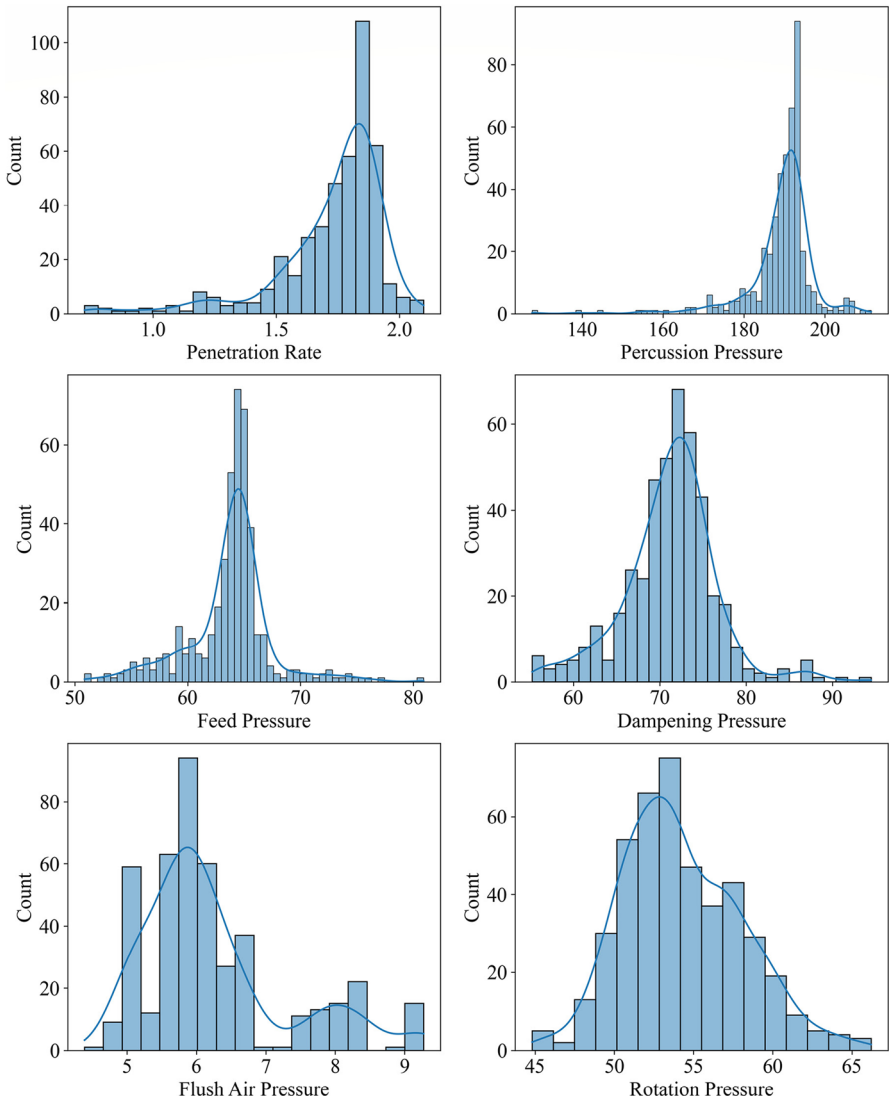 100
80
60
40
20
0
Count
1.0 1.5 2.0
Penetration Rate
80
60
40
20
0
Count
140 160 180 200
Percussion Pressure
60
40
20
0
Count
50 60 70 80
Feed Pressure
60
40
20
0
Count
60 70 80 90
Dampening Pressure
80
60
40
20
0
Count
5 6 7 8 9
Flush Air Pressure
60
40
20
0
Count
45 50 55 60 65
Rotation Pressure